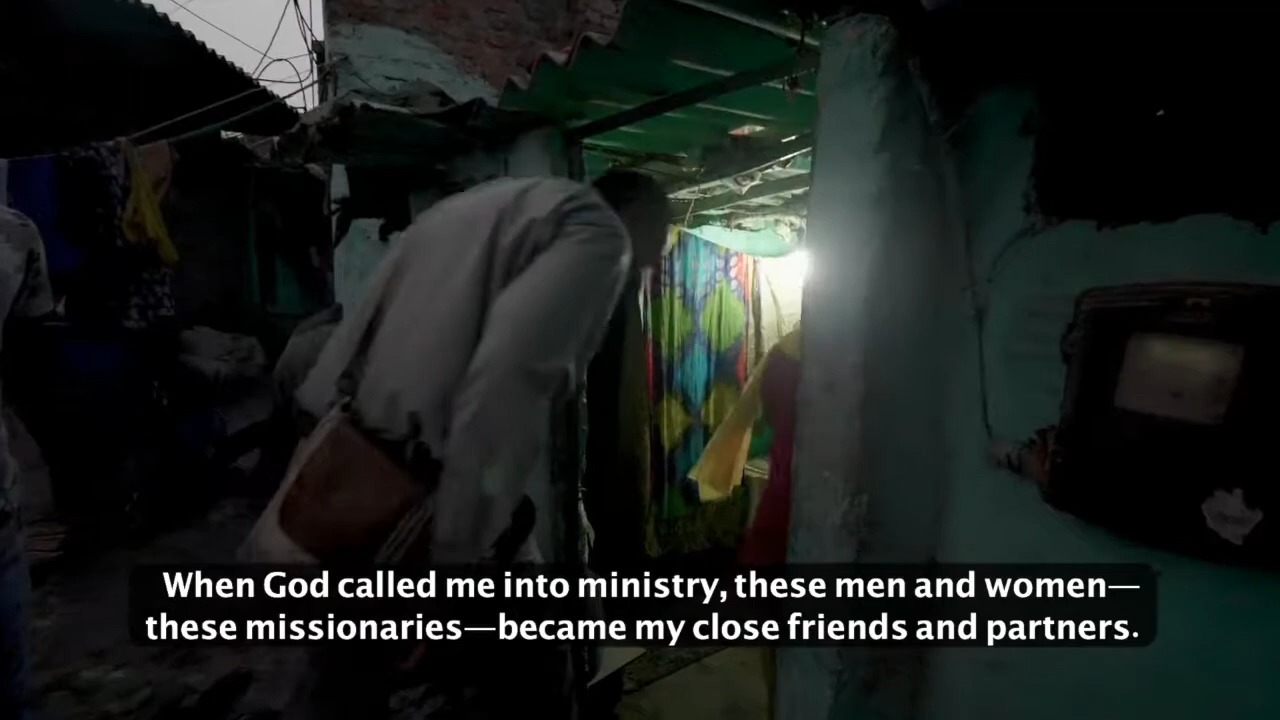 When God called me into ministry, these men and women—
these missionaries—became my close friends and partners.